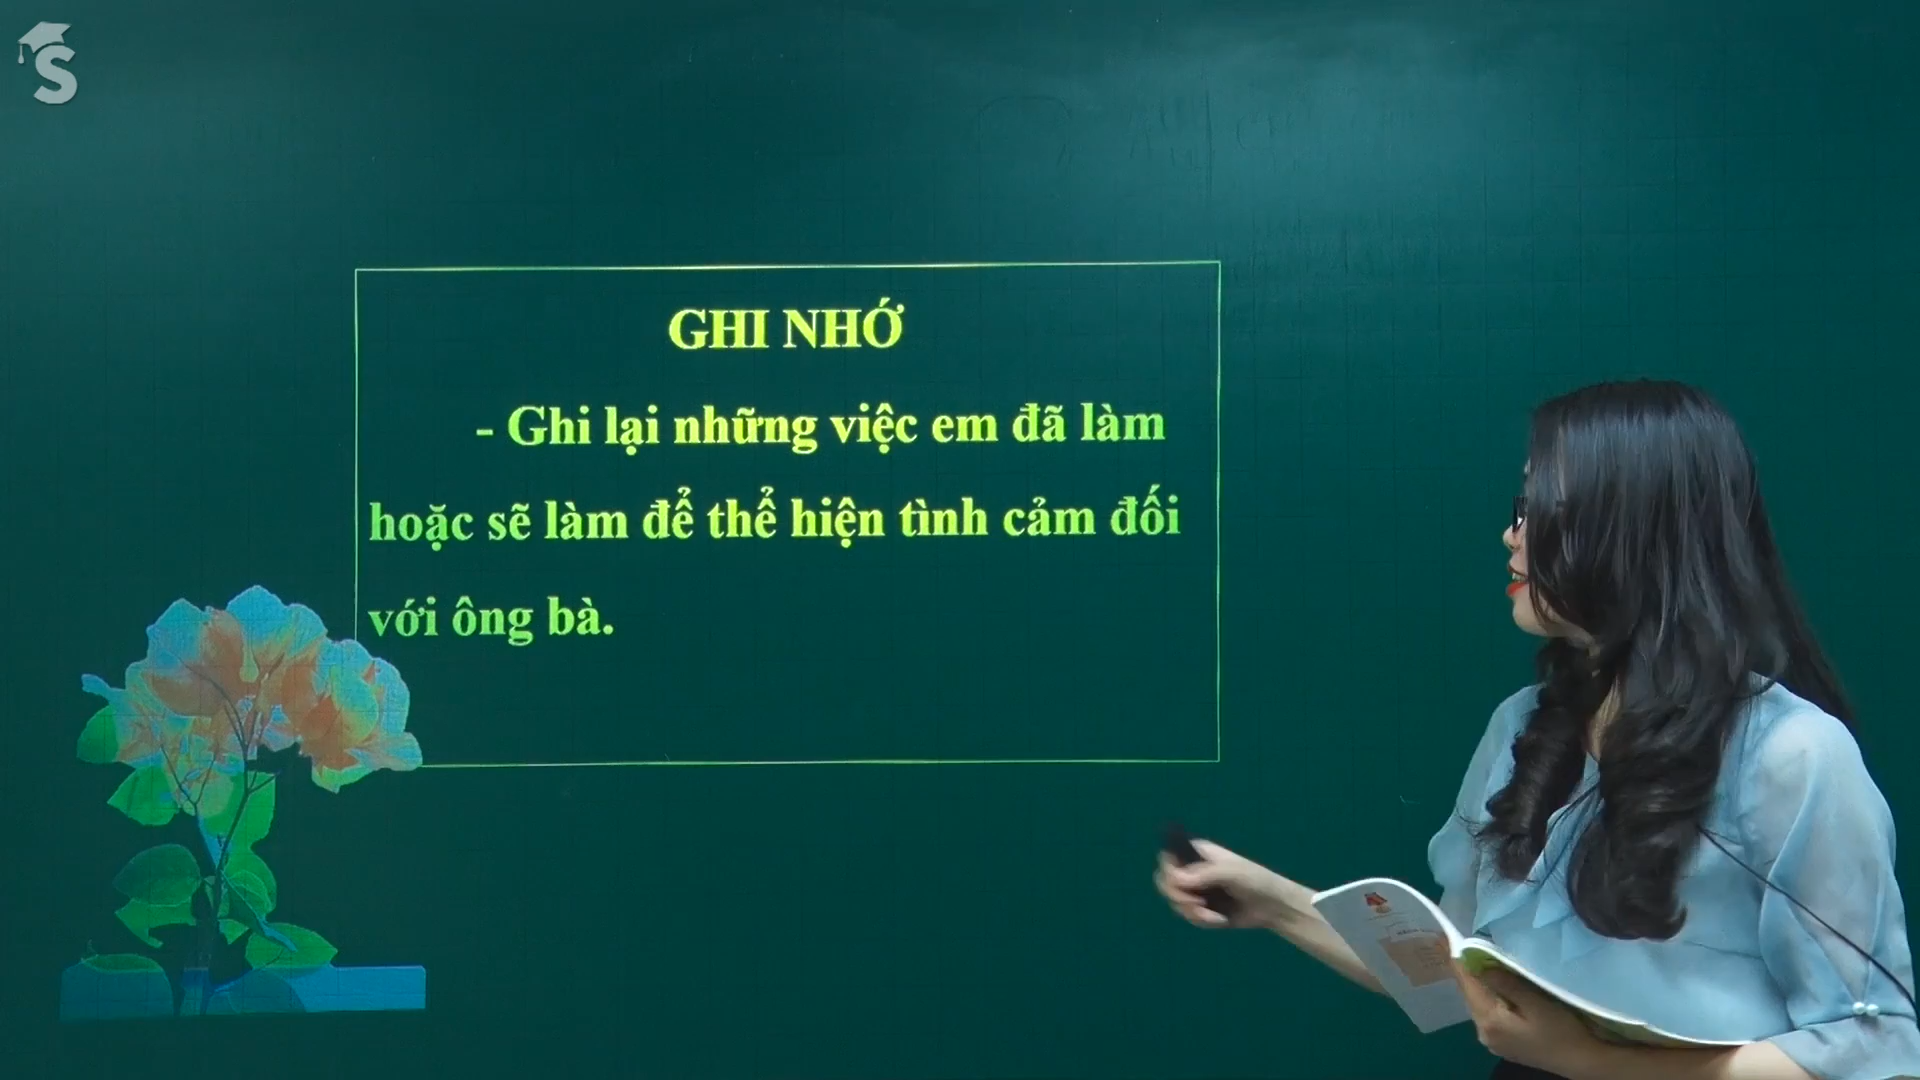 S
GHI NHỚ
- Ghi lại những việc em đã làm
hoặc sẽ làm để thể hiện tình cảm đối
với ông bà.